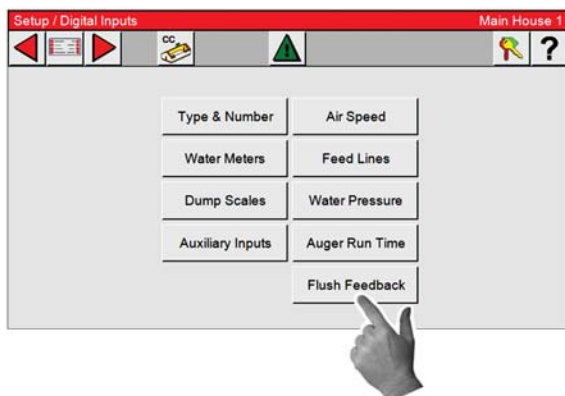 Setup / Digital Inputs
Main House 1
CC
?
Type & Number
Air Speed
Water Meters
Feed Lines
Dump Scales
Water Pressure
Auxiliary Inputs
Auger Run Time
Flush Feedback